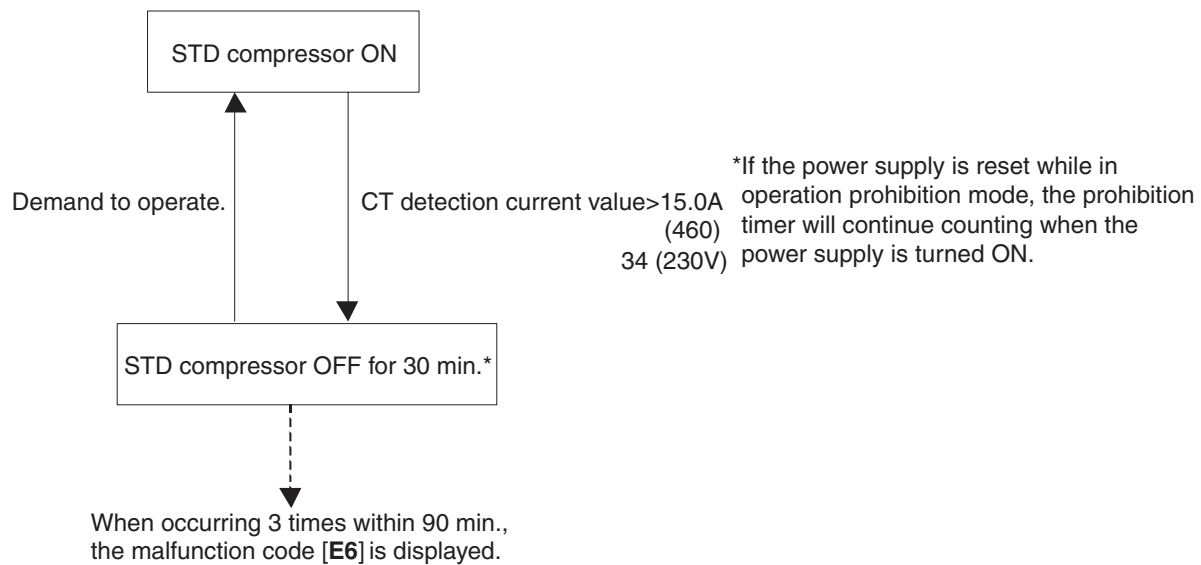 STD compressor ON
Demand to operate.
CT detection current value>15.0A
(460)
34 (230V)
*If the power supply is reset while in
operation prohibition mode, the prohibition
timer will continue counting when the
power supply is turned ON.
STD compressor OFF for 30 min.*
When occurring 3 times within 90 min.,
the malfunction code [E6] is displayed.